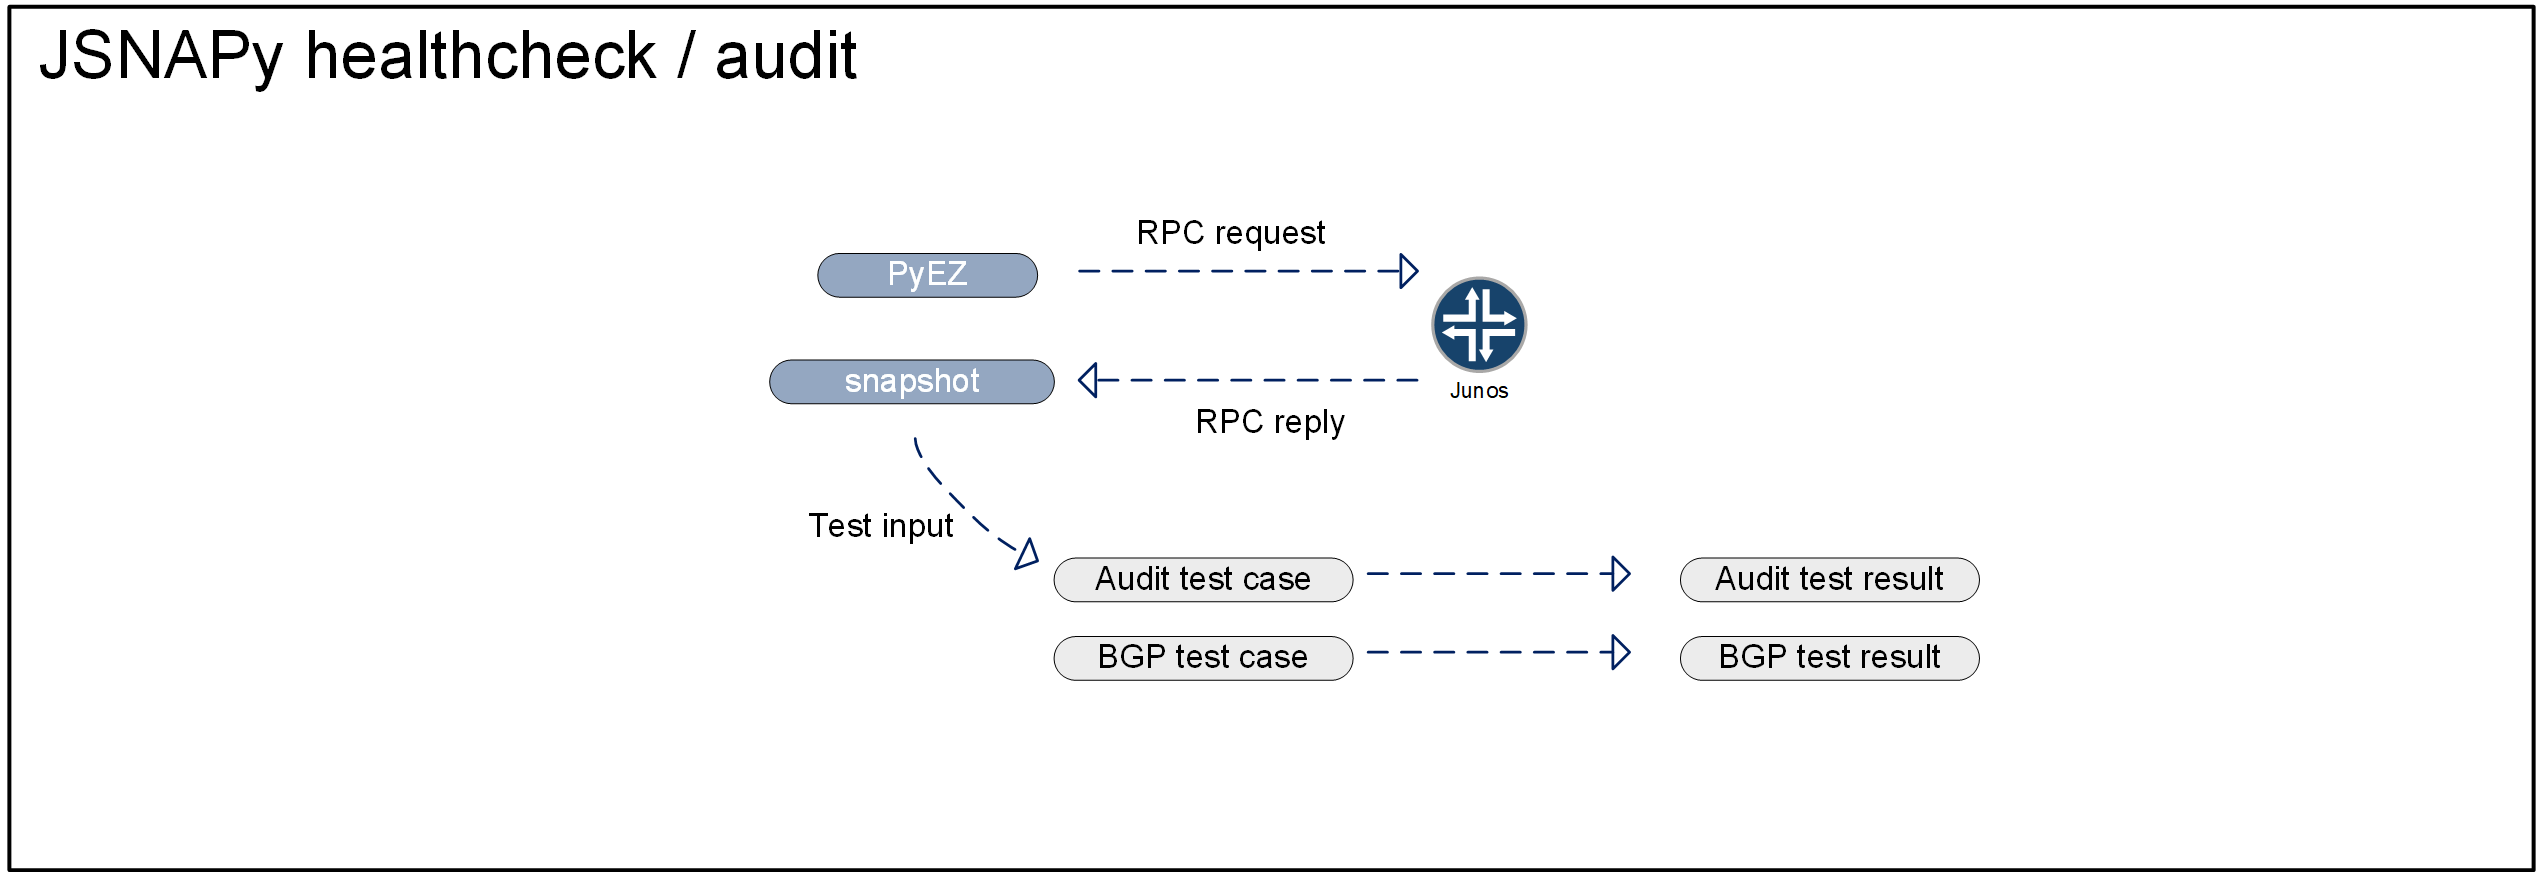 JSNAPy healthcheck / audit
RPC request
PyEZ
snapshot
Junos
RPC reply
Test input
Audit test case
Audit test result
BGP test case
BGP test result